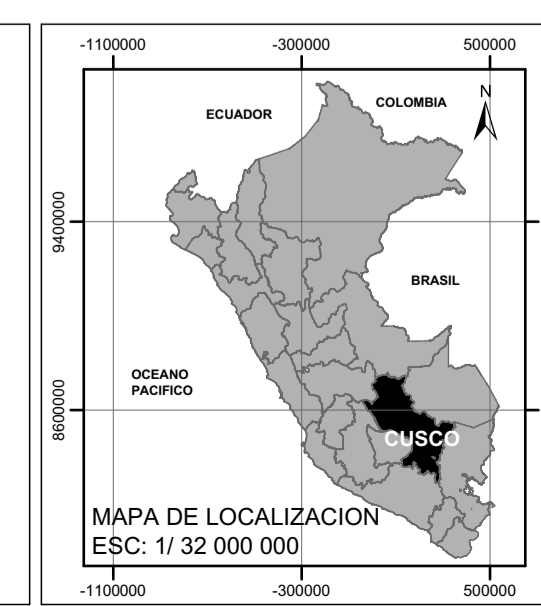 -1100000 -300000 500000
N
COLOMBIA
ECUADOR
9400000
BRASIL
OCEANO
PACIFICO
8600000
CUSCO
MAPA DE LOCALIZACION
ESC: 1/ 32 000 000
-1100000 -300000 500000